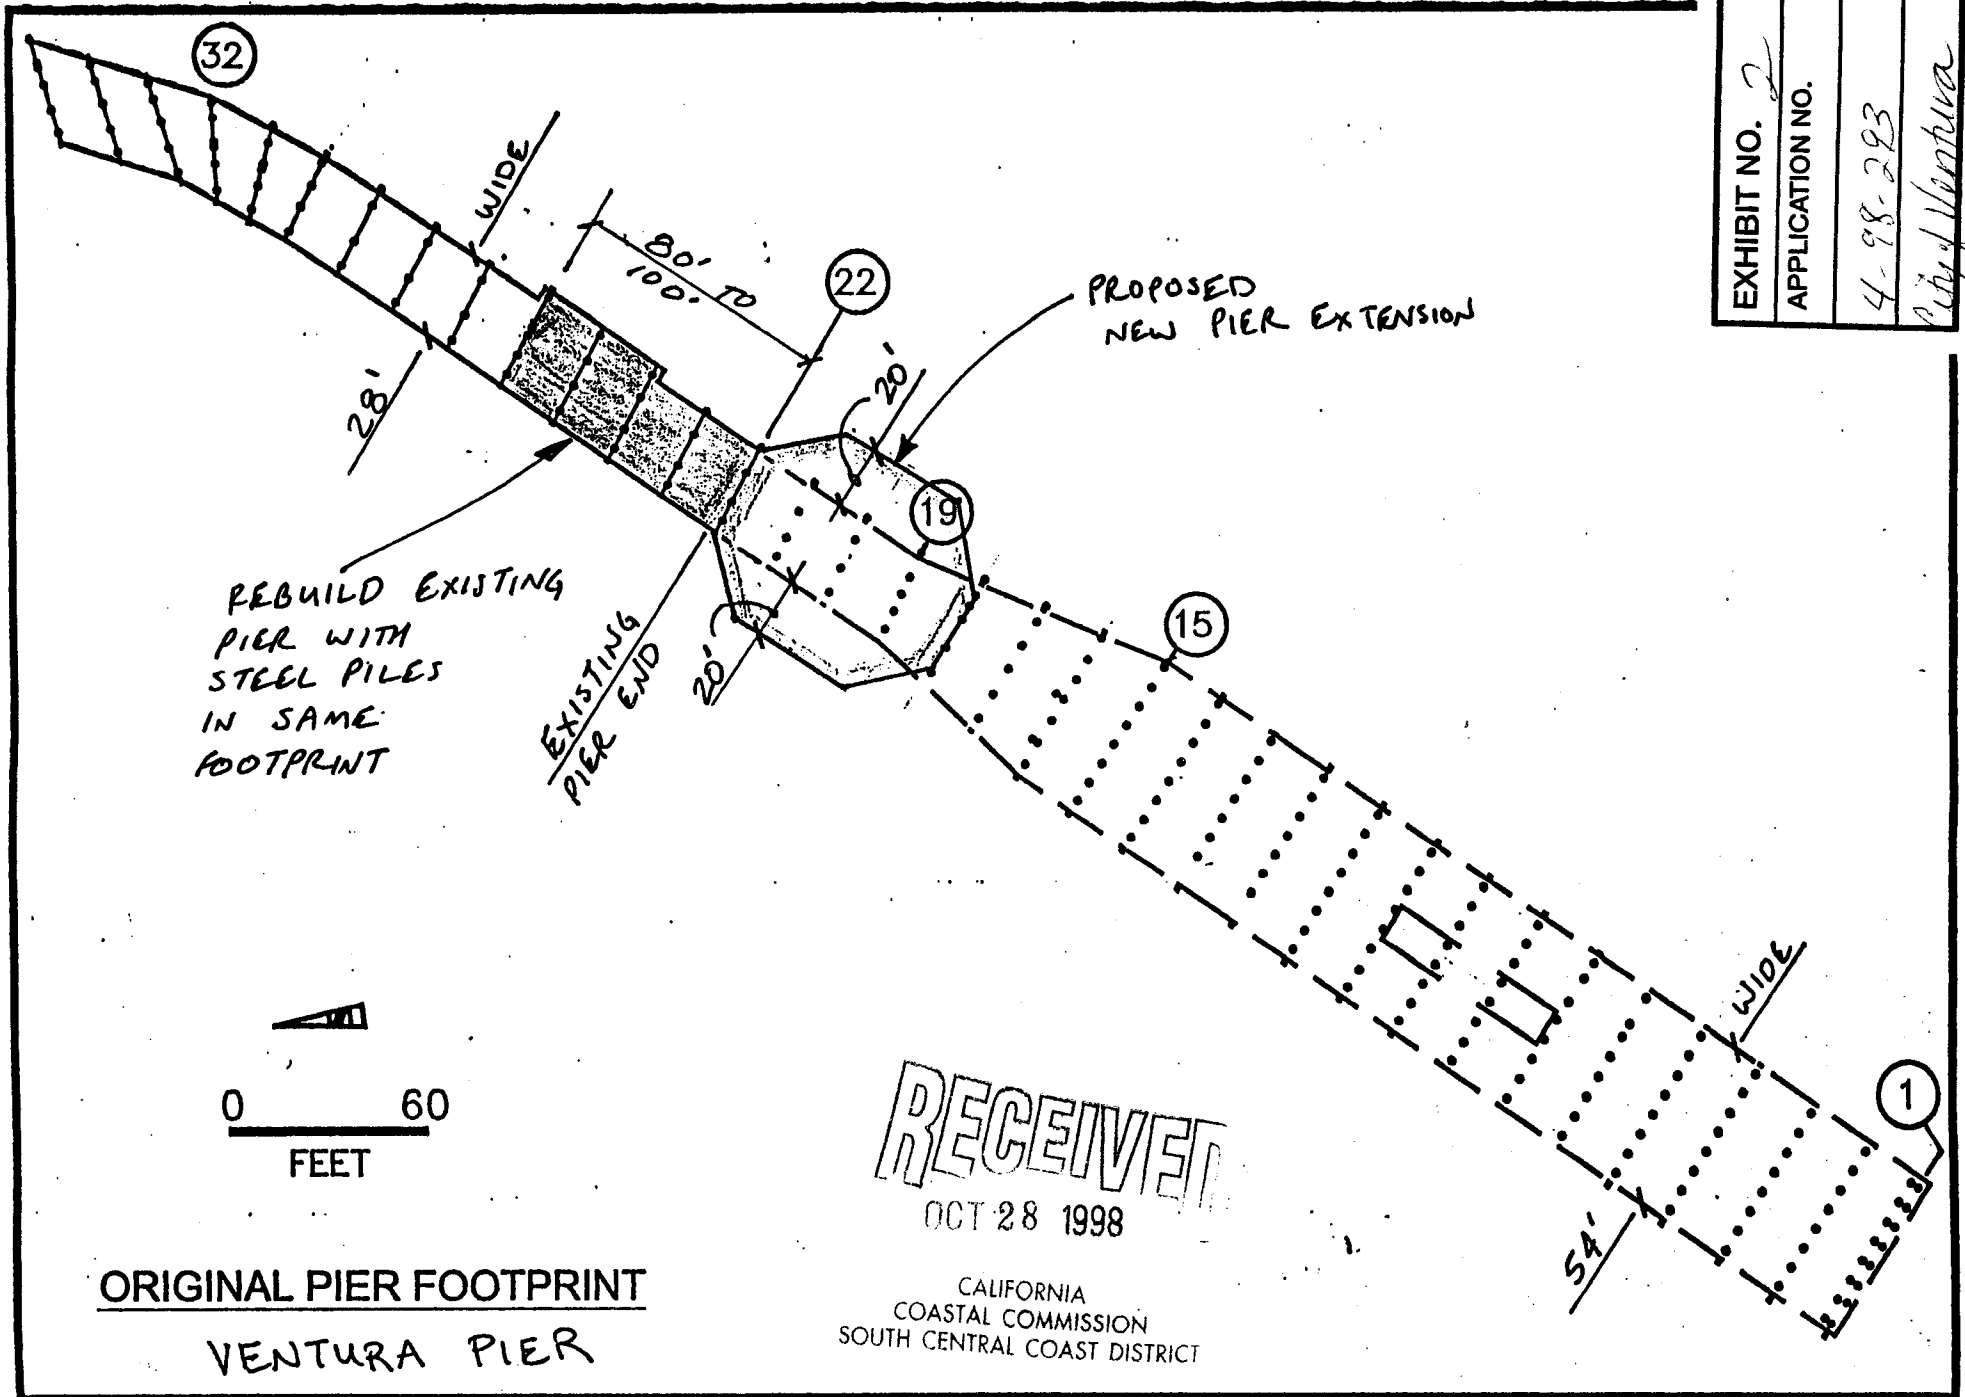 EXHIBIT NO. 2
APPLICATION NO.
4-98-293
City of Ventura
32
WIDE
80' TO
100'
22
PROPOSED
NEW PIER EXTENSION
20'
28'
19
REBUILD EXISTING
PIER WITH
STEEL PILES
IN SAME
FOOTPRINT
EXISTING
PIER END
20'
15
WIDE
1
54'
0 60
FEET
RECEIVED
OCT 28 1998
CALIFORNIA
COASTAL COMMISSION
SOUTH CENTRAL COAST DISTRICT
ORIGINAL PIER FOOTPRINT
VENTURA PIER